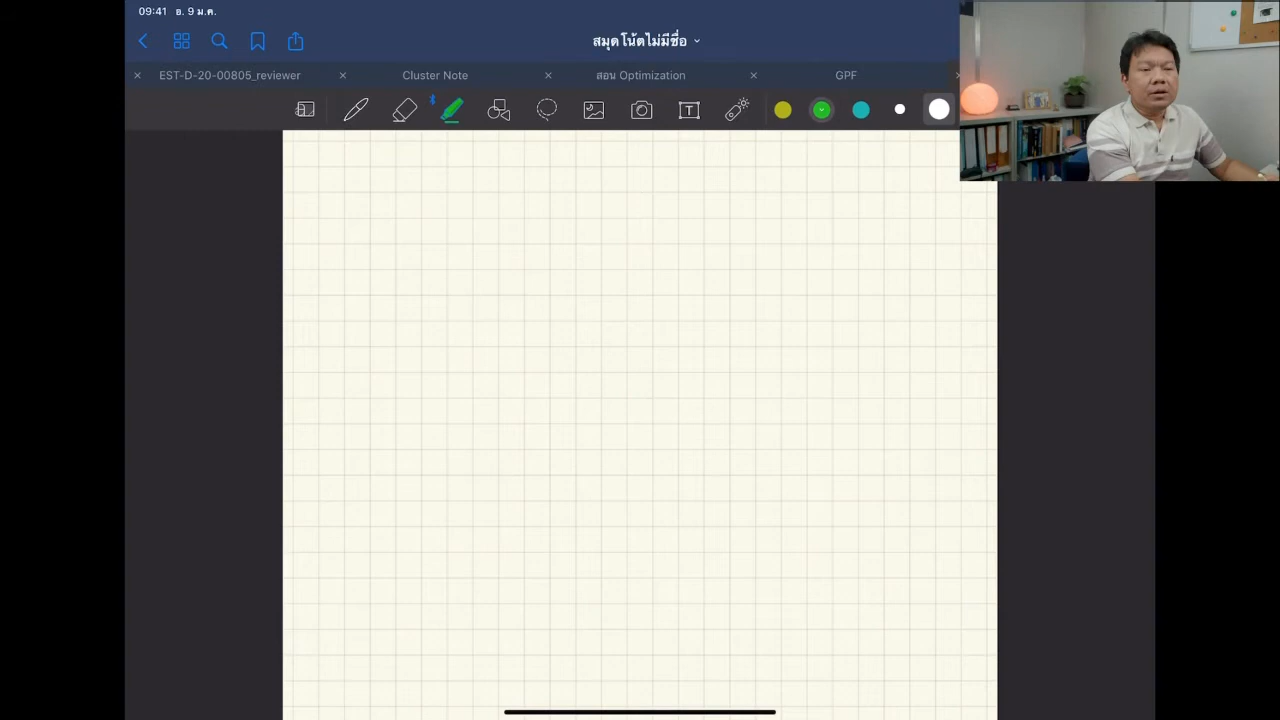 09:41 อ. 9 ม.ค.
สมุดโน้ตไม่มีชื่อ
EST-D-20-00805_reviewer
Cluster Note
สอน Optimization
GPF
T